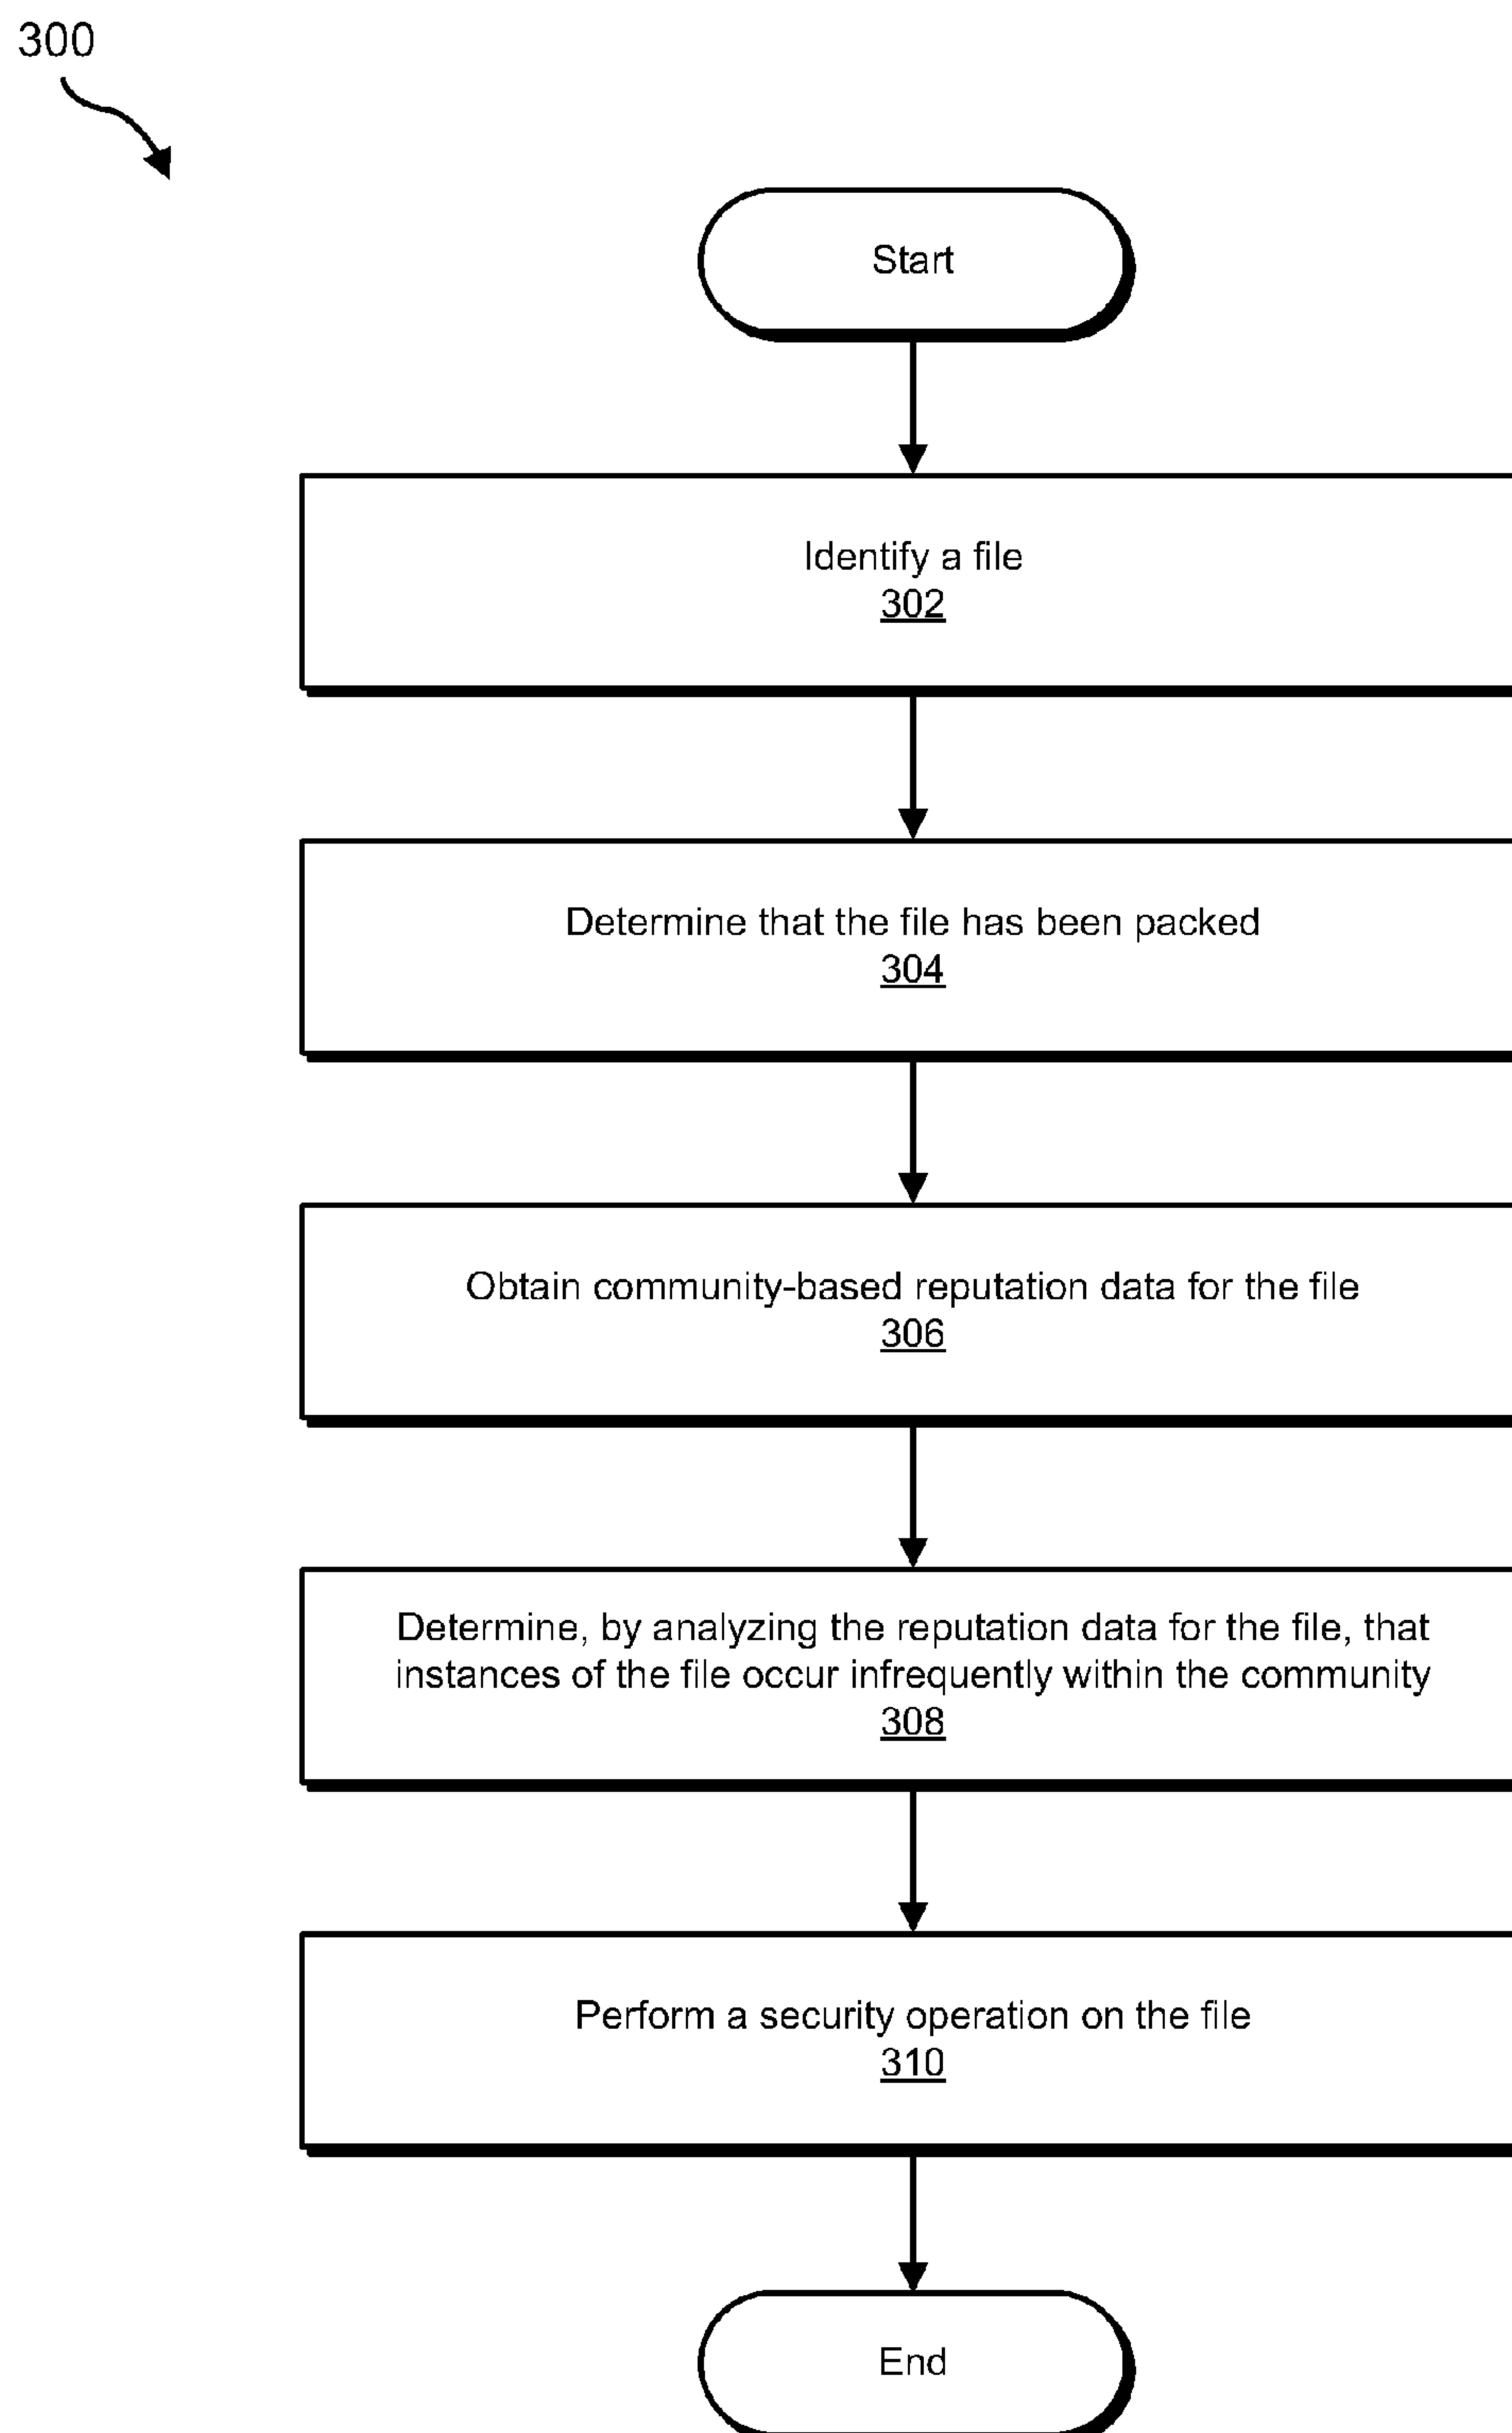 300
Start
Identify a file
302
Determine that the file has been packed
304
Obtain community-based reputation data for the file
306
Determine, by analyzing the reputation data for the file, that
instances of the file occur infrequently within the community
308
Perform a security operation on the file
310
End